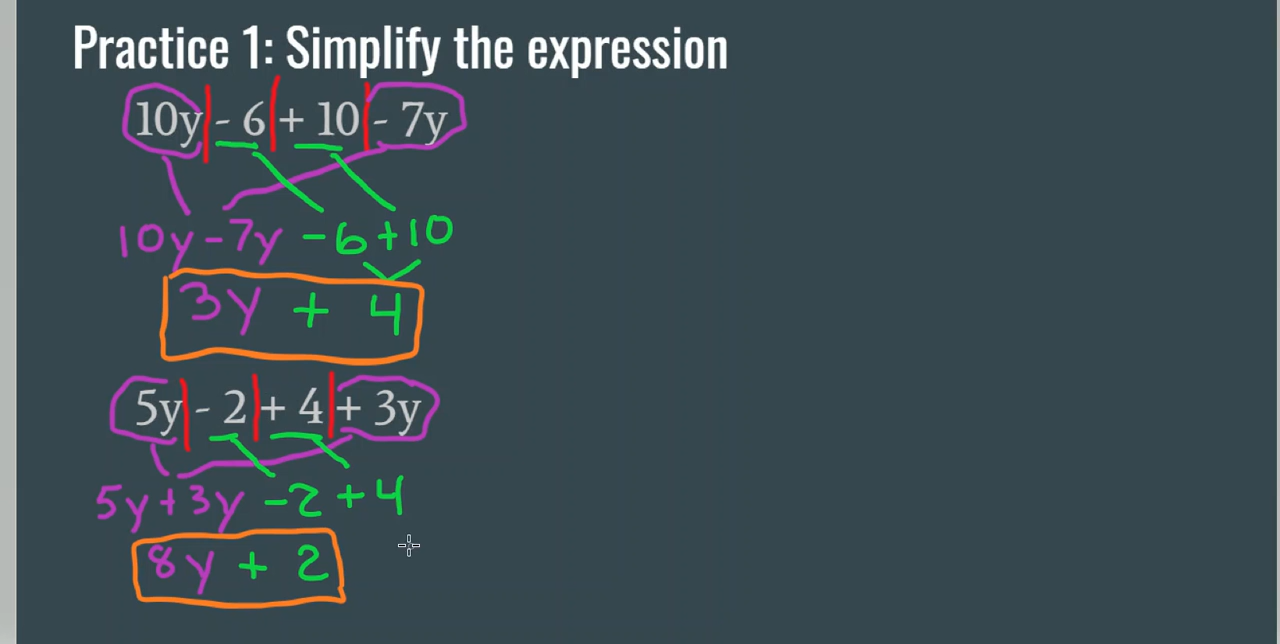 Practice 1: Simplify the expression
10y - 6 + 10 - 7y
10y - 7y - 6 + 10
3y + 4
5y - 2 + 4 + 3y
5y + 3y - 2 + 4
8y + 2